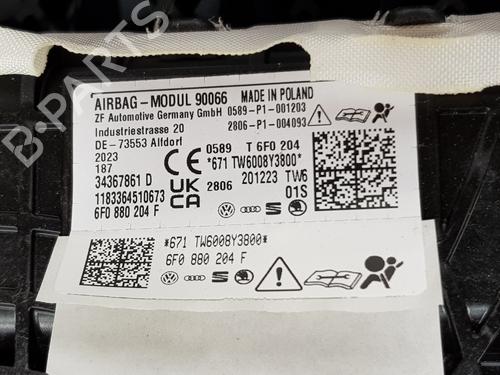 B-PARTS
AIRBAG - MODUL 90066 MADE IN POLAND
ZF Automotive Germany GmbH 0589-P1-001203
Industriestrasse 20 2806-P1-004093
DE - 73553 Alfdorf
2023 0589 T 6F0 204
187 CE *671 TW6008Y3800*
34367861 D UK CA 2806 201223 TW6
1183364510673 01S
6F0 880 204 F
*671 TW6008Y3800*
6F0 880 204 F